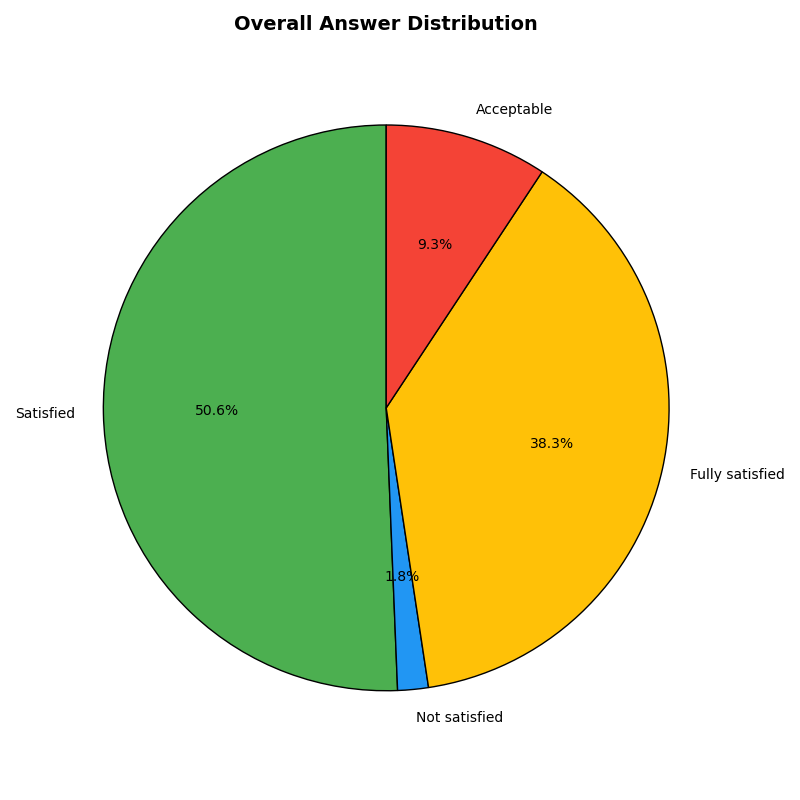 Overall Answer Distribution
Acceptable
9.3%
50.6%
Satisfied
38.3%
Fully satisfied
1.8%
Not satisfied